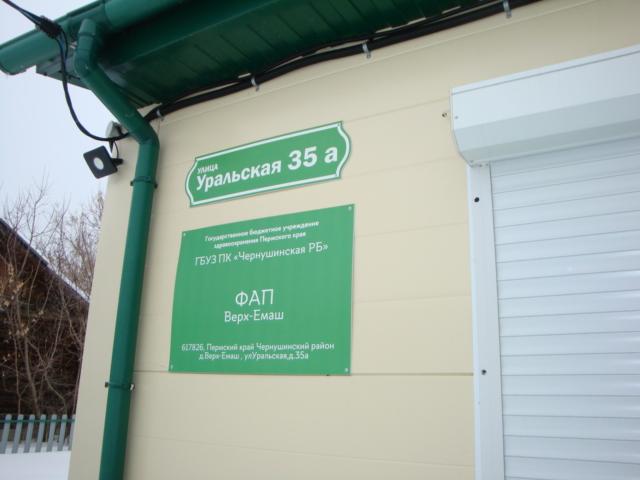 УЛИЦА
Уральская 35 а
Государственное бюджетное учреждение
здравоохранения Пермского края
ГБУЗ ПК «Чернушинская РБ»
ФАП
Верх-Емаш
617826, Пермский край Чернушинский район
д.Верх-Емаш , ул.Уральская,д.35а